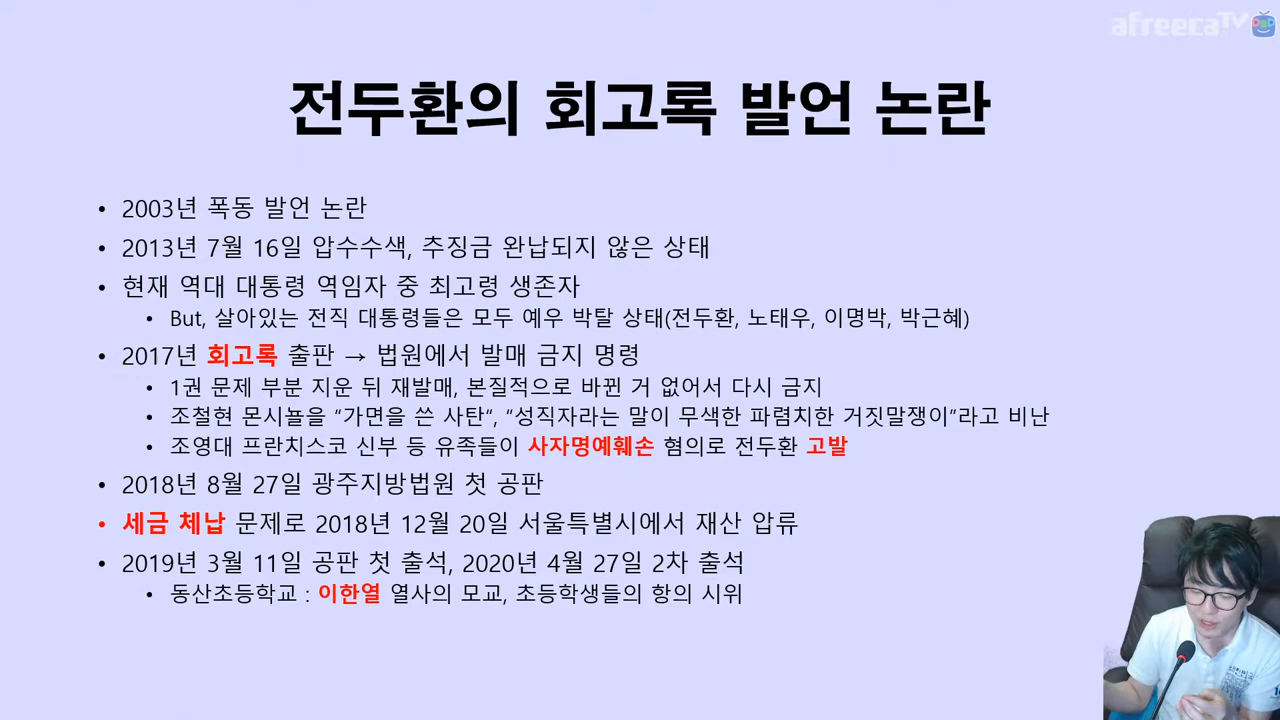 afreecaTV
전두환의 회고록 발언 논란
• 2003년 폭동 발언 논란
• 2013년 7월 16일 압수수색, 추징금 완납되지 않은 상태
• 현재 역대 대통령 역임자 중 최고령 생존자
• But, 살아있는 전직 대통령들은 모두 예우 박탈 상태(전두환, 노태우, 이명박, 박근혜)
• 2017년 회고록 출판 → 법원에서 발매 금지 명령
• 1권 문제 부분 지운 뒤 재발매, 본질적으로 바뀐 거 없어서 다시 금지
• 조철현 몬시뇰을 “가면을 쓴 사탄“, “성직자라는 말이 무색한 파렴치한 거짓말쟁이”라고 비난
• 조영대 프란치스코 신부 등 유족들이 사자명예훼손 혐의로 전두환 고발
• 2018년 8월 27일 광주지방법원 첫 공판
• 세금 체납 문제로 2018년 12월 20일 서울특별시에서 재산 압류
• 2019년 3월 11일 공판 첫 출석, 2020년 4월 27일 2차 출석
• 동산초등학교 : 이한열 열사의 모교, 초등학생들의 항의 시위